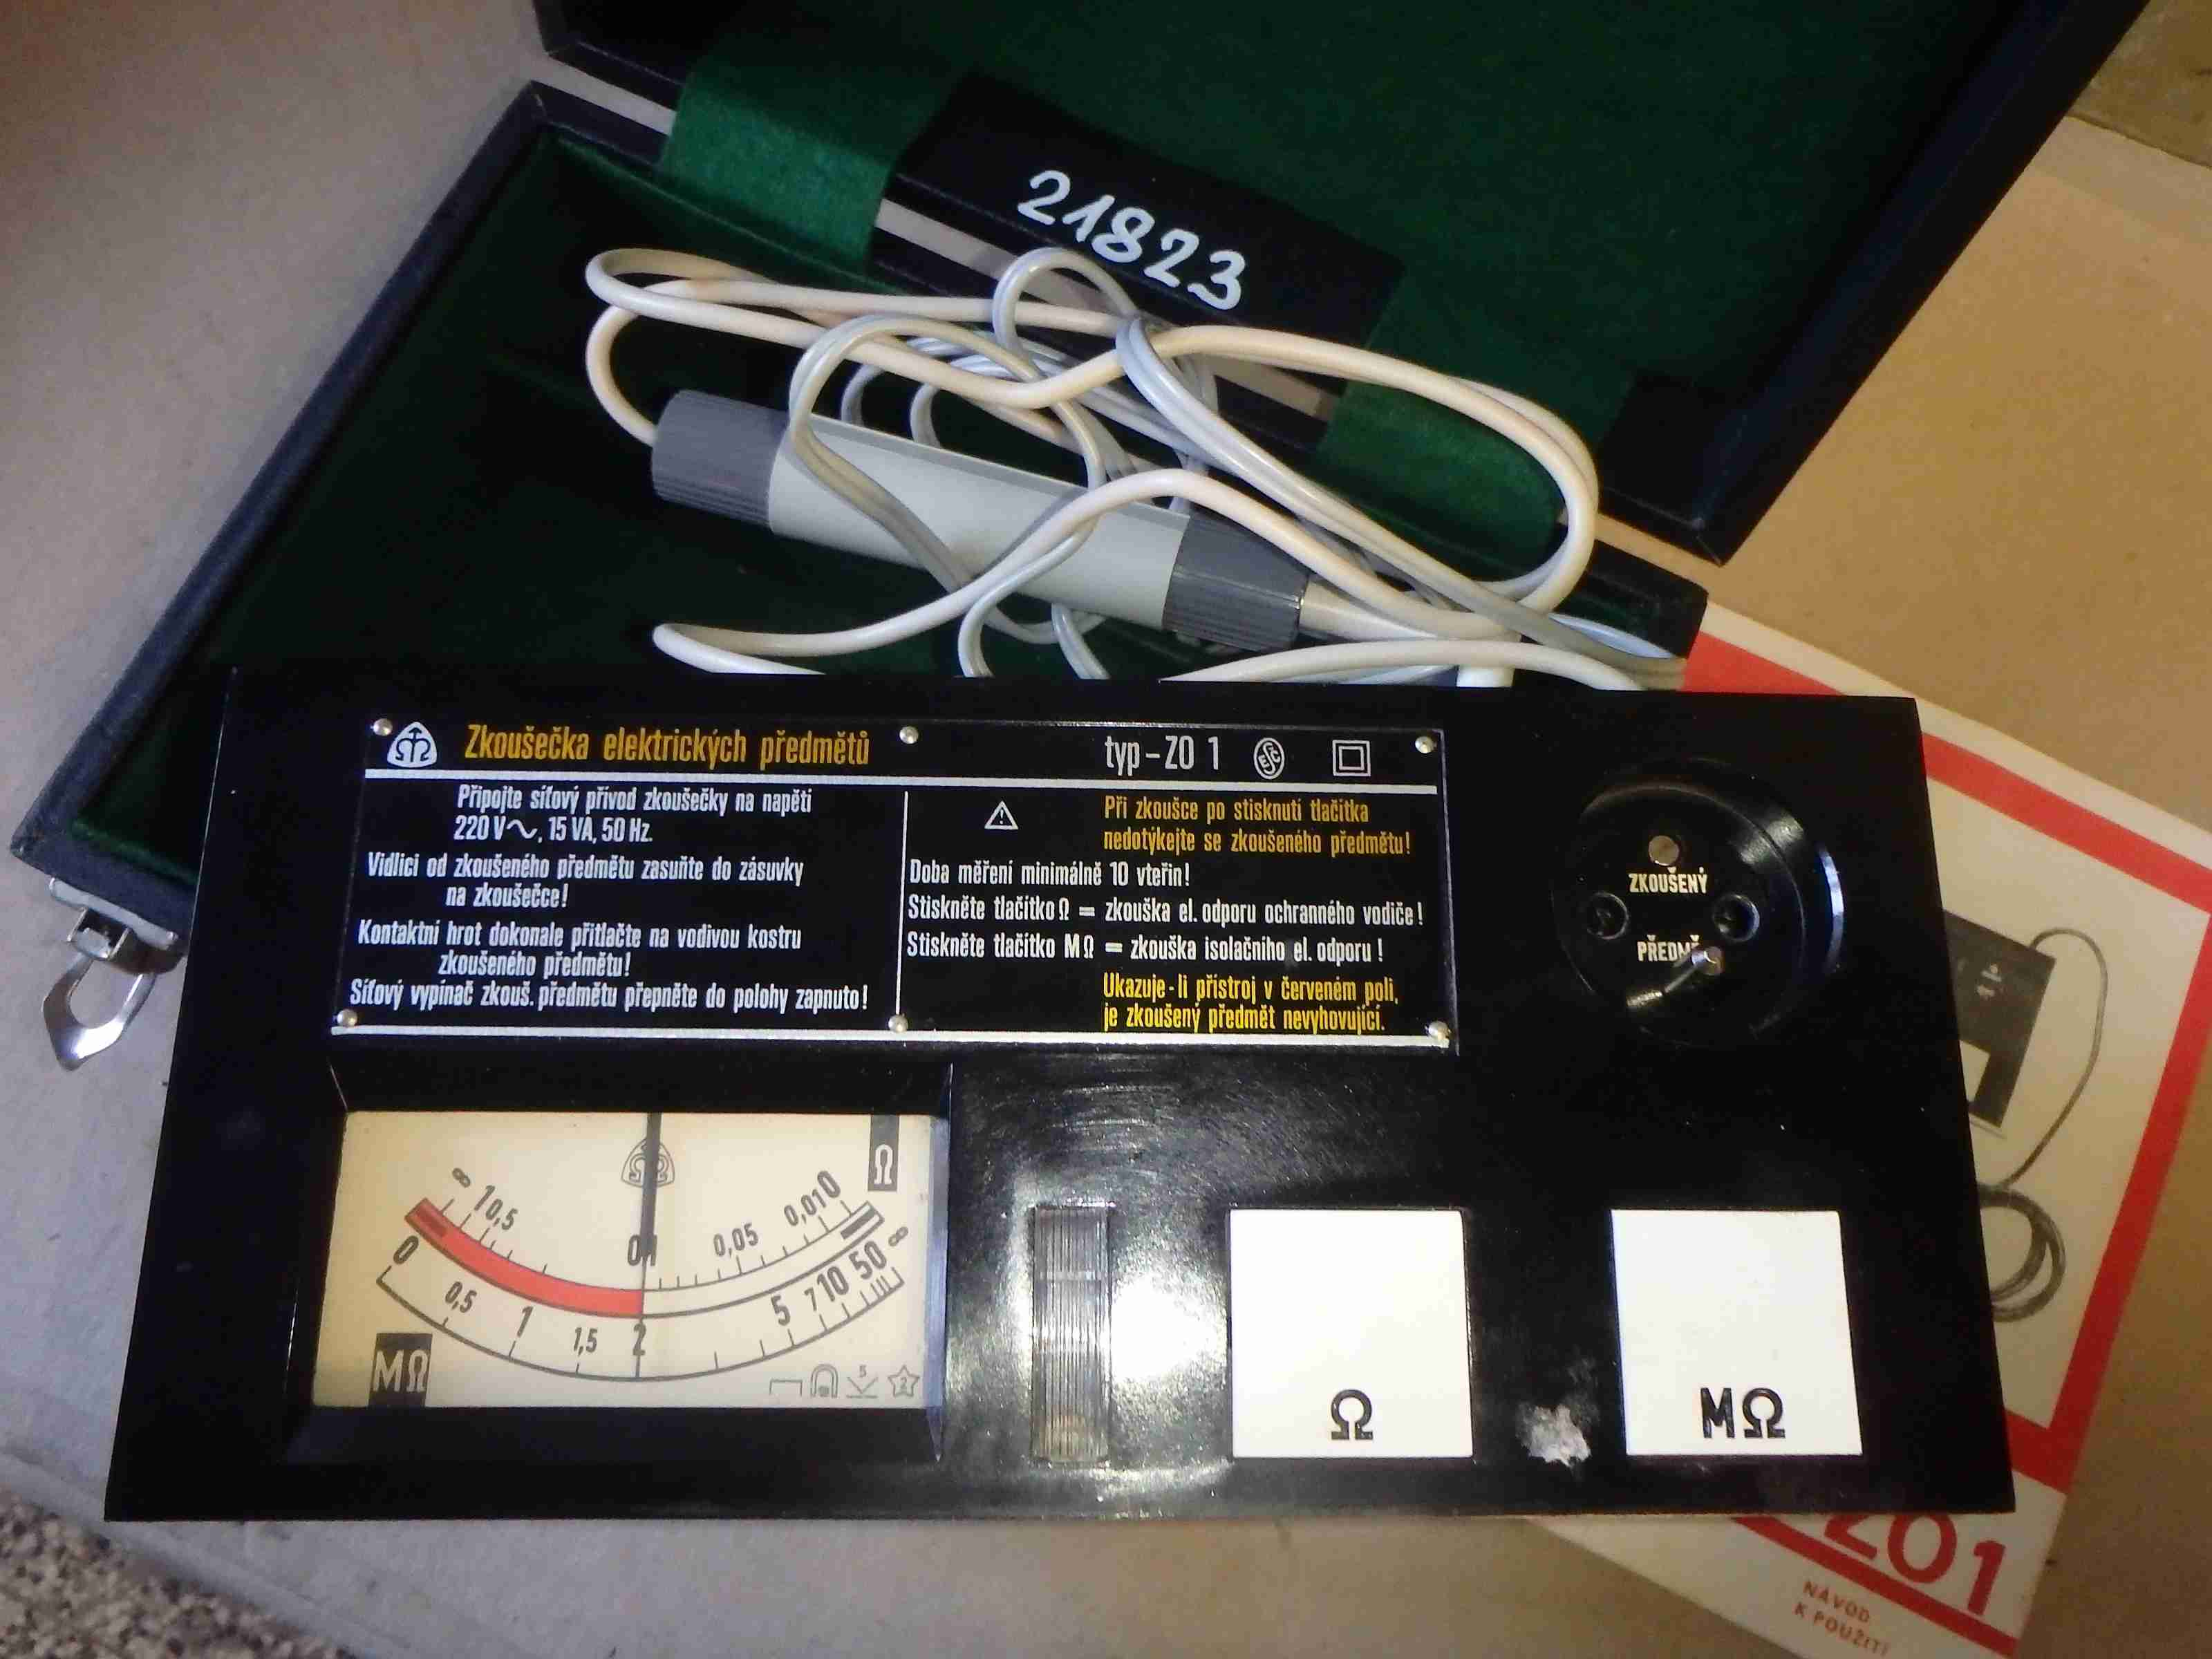 21823
Zkoušečka elektrických předmětů typ-ZO 1
ESČ
Připojte síťový přívod zkoušečky na napětí
220 V~, 15 VA, 50 Hz.
Vidlici od zkoušeného předmětu zasuňte do zásuvky
na zkoušečce!
Kontaktní hrot dokonale přitlačte na vodivou kostru
zkoušeného předmětu!
Síťový vypínač zkouš. předmětu přepněte do polohy zapnuto!
Při zkoušce po stisknutí tlačítka
nedotýkejte se zkoušeného předmětu!
Doba měření minimálně 10 vteřin!
Stiskněte tlačítko Ω = zkouška el. odporu ochranného vodiče!
Stiskněte tlačítko MΩ = zkouška isolačního el. odporu!
Ukazuje-li přístroj v červeném poli,
je zkoušený předmět nevyhovující.
ZKOUŠENÝ
PŘEDMĚ
Ω
∞ 1 0,5 0,1 0,05 0,01 0
0 0,5 1 1,5 2 5 7 10 50 ∞
MΩ
5 2
Ω
MΩ
ZO1
NÁVOD
K POUŽITÍ